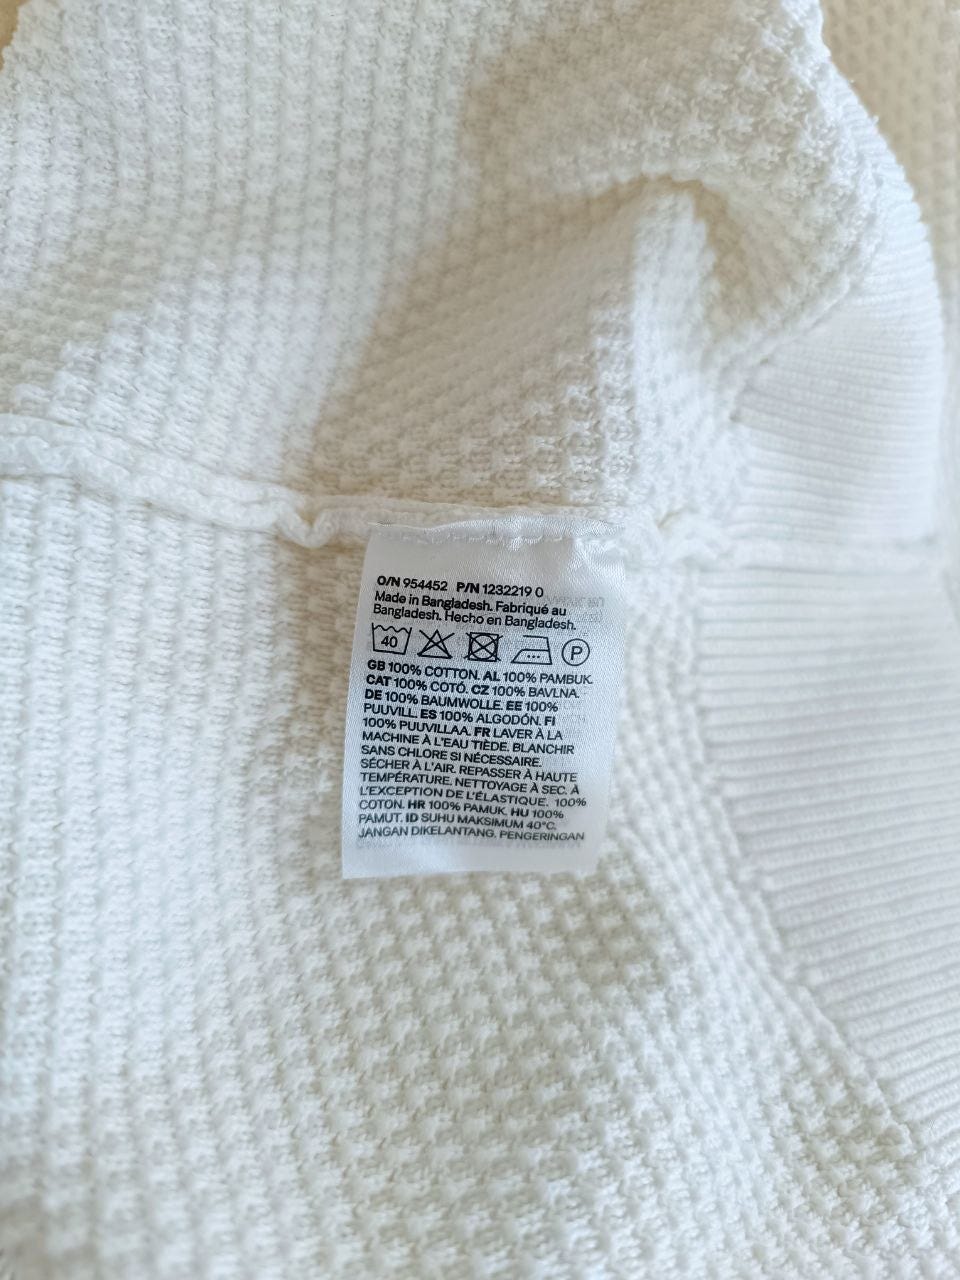 O/N 954452 P/N 1232219 0
Made in Bangladesh. Fabriqué au
Bangladesh. Hecho en Bangladesh.
40 P
GB 100% COTTON. AL 100% PAMBUK.
CAT 100% COTÓ. CZ 100% BAVLNA.
DE 100% BAUMWOLLE. EE 100%
PUUVILL. ES 100% ALGODÓN. FI
100% PUUVILLAA. FR LAVER À LA
MACHINE À L'EAU TIÈDE. BLANCHIR
SANS CHLORE SI NÉCESSAIRE.
SÉCHER À L'AIR. REPASSER À HAUTE
TEMPÉRATURE. NETTOYAGE À SEC. À
L'EXCEPTION DE L'ÉLASTIQUE. 100%
COTON. HR 100% PAMUK. HU 100%
PAMUT. ID SUHU MAKSIMUM 40°C.
JANGAN DIKELANTANG. PENGERINGAN